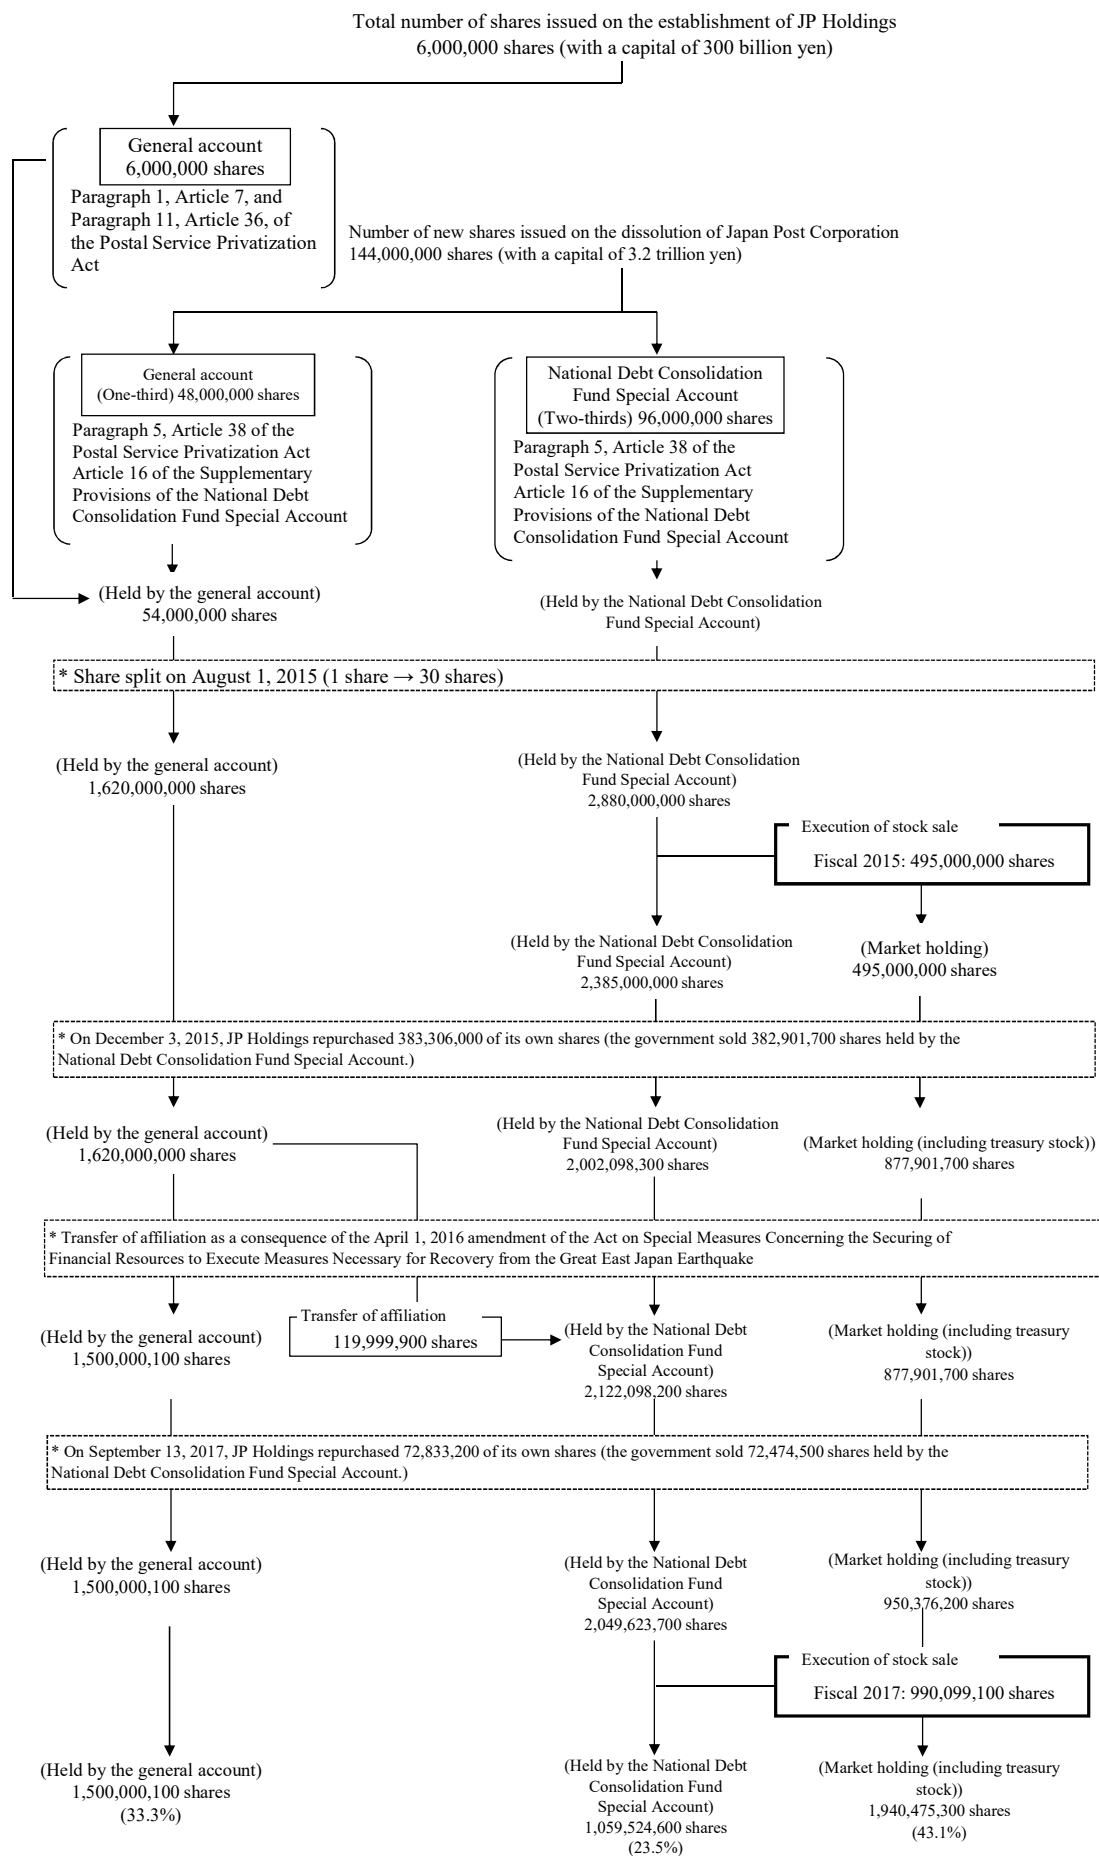 Total number of shares issued on the establishment of JP Holdings
6,000,000 shares (with a capital of 300 billion yen)
General account
6,000,000 shares
Paragraph 1, Article 7, and
Paragraph 11, Article 36, of
the Postal Service Privatization
Act
Number of new shares issued on the dissolution of Japan Post Corporation
144,000,000 shares (with a capital of 3.2 trillion yen)
General account
(One-third) 48,000,000 shares
Paragraph 5, Article 38 of the
Postal Service Privatization Act
Article 16 of the Supplementary
Provisions of the National Debt
Consolidation Fund Special Account
National Debt Consolidation
Fund Special Account
(Two-thirds) 96,000,000 shares
Paragraph 5, Article 38 of the
Postal Service Privatization Act
Article 16 of the Supplementary
Provisions of the National Debt
Consolidation Fund Special Account
(Held by the general account)
54,000,000 shares
(Held by the National Debt Consolidation
Fund Special Account)
* Share split on August 1, 2015 (1 share → 30 shares)
(Held by the general account)
1,620,000,000 shares
(Held by the National Debt Consolidation
Fund Special Account)
2,880,000,000 shares
Execution of stock sale
Fiscal 2015: 495,000,000 shares
(Held by the National Debt Consolidation
Fund Special Account)
2,385,000,000 shares
(Market holding)
495,000,000 shares
* On December 3, 2015, JP Holdings repurchased 383,306,000 of its own shares (the government sold 382,901,700 shares held by the
National Debt Consolidation Fund Special Account.)
(Held by the general account)
1,620,000,000 shares
(Held by the National Debt Consolidation
Fund Special Account)
2,002,098,300 shares
(Market holding (including treasury stock))
877,901,700 shares
* Transfer of affiliation as a consequence of the April 1, 2016 amendment of the Act on Special Measures Concerning the Securing of
Financial Resources to Execute Measures Necessary for Recovery from the Great East Japan Earthquake
(Held by the general account)
1,500,000,100 shares
Transfer of affiliation
119,999,900 shares
(Held by the National Debt
Consolidation Fund
Special Account)
2,122,098,200 shares
(Market holding (including treasury
stock))
877,901,700 shares
* On September 13, 2017, JP Holdings repurchased 72,833,200 of its own shares (the government sold 72,474,500 shares held by the
National Debt Consolidation Fund Special Account.)
(Held by the general account)
1,500,000,100 shares
(Held by the National Debt
Consolidation Fund
Special Account)
2,049,623,700 shares
(Market holding (including treasury
stock))
950,376,200 shares
Execution of stock sale
Fiscal 2017: 990,099,100 shares
(Held by the general account)
1,500,000,100 shares
(33.3%)
(Held by the National Debt
Consolidation Fund
Special Account)
1,059,524,600 shares
(23.5%)
(Market holding (including treasury
stock))
1,940,475,300 shares
(43.1%)